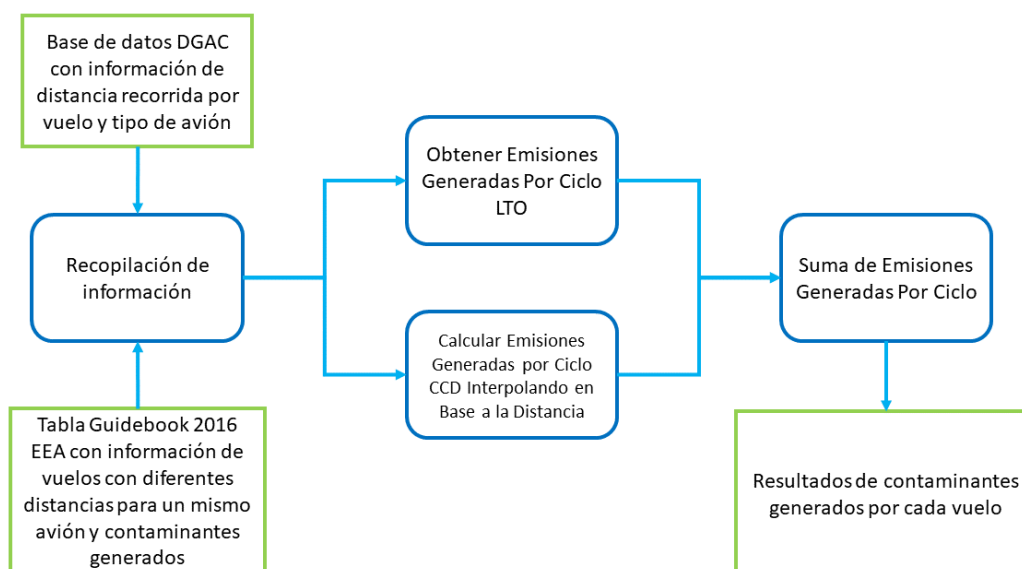 Base de datos DGAC
con información de
distancia recorrida por
vuelo y tipo de avión
Recopilación de
información
Tabla Guidebook 2016
EEA con información de
vuelos con diferentes
distancias para un mismo
avión y contaminantes
generados
Obtener Emisiones
Generadas Por Ciclo
LTO
Calcular Emisiones
Generadas por Ciclo
CCD Interpolando en
Base a la Distancia
Suma de Emisiones
Generadas Por Ciclo
Resultados de contaminantes
generados por cada vuelo